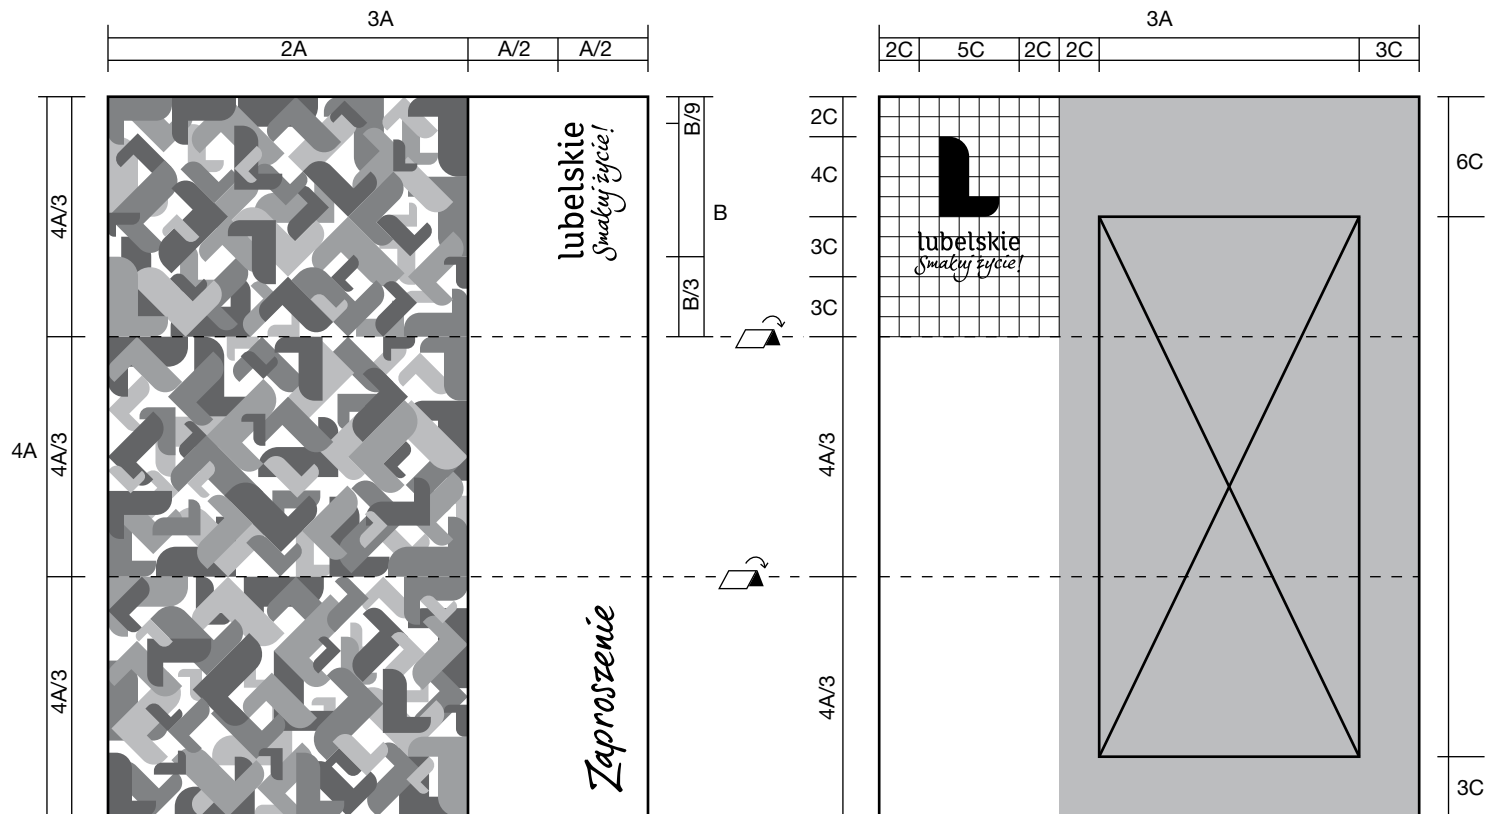 3A
2A
A/2
A/2
4A
4A/3
4A/3
4A/3
lubelskie
Smakuj życie!
Zaproszenie
B/9
B
B/3
3A
2C
5C
2C
2C
3C
2C
4C
3C
3C
4A/3
4A/3
lubelskie
Smakuj życie!
6C
3C